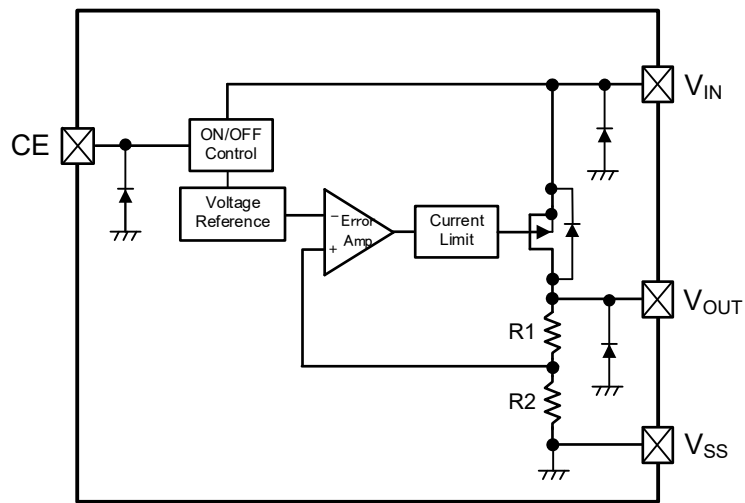 V_IN
CE
ON/OFF
Control
Voltage
Reference
− Error
Amp
+
Current
Limit
V_OUT
R1
R2
V_SS